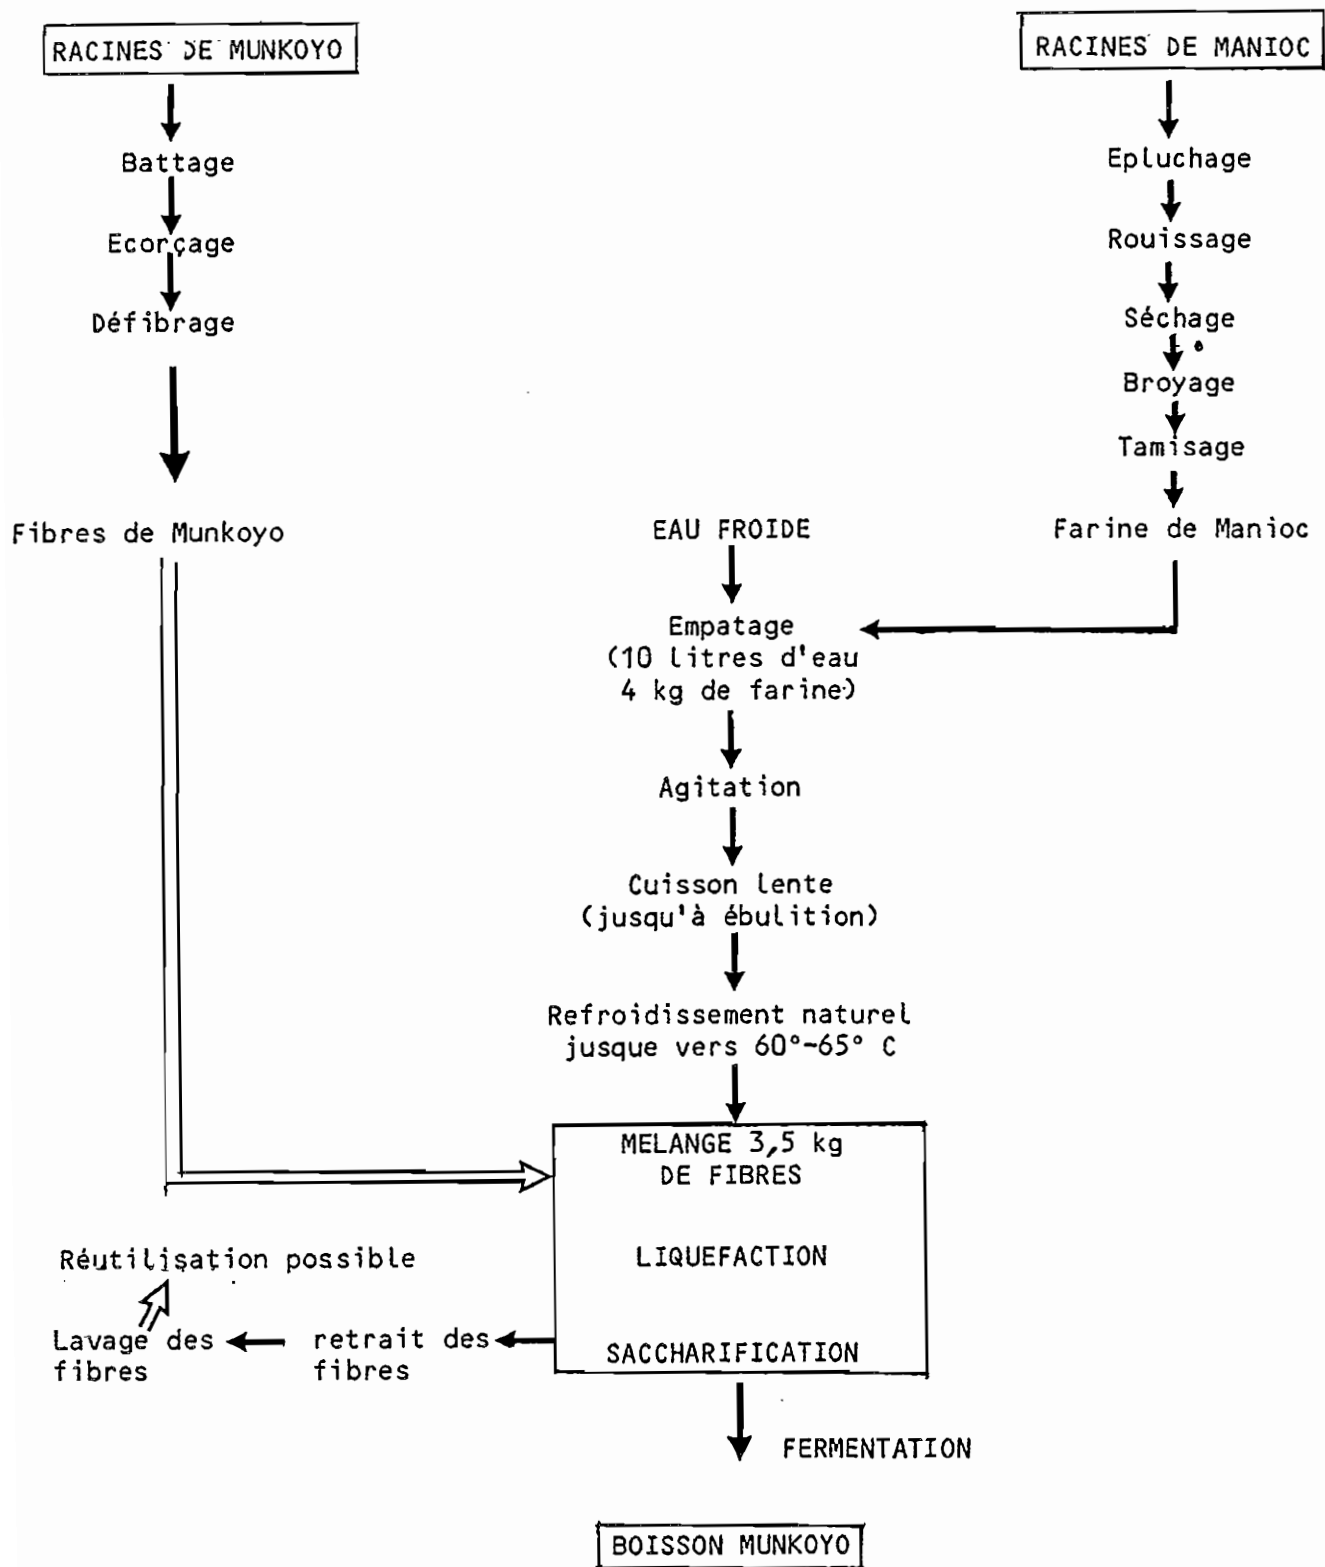 RACINES DE MUNKOYO
Battage
Ecorçage
Défibrage
Fibres de Munkoyo
RACINES DE MANIOC
Epluchage
Rouissage
Séchage
Broyage
Tamisage
Farine de Manioc
EAU FROIDE
Empatage
(10 litres d'eau
4 kg de farine)
Agitation
Cuisson lente
(jusqu'à ébulition)
Refroidissement naturel
jusque vers 60°-65° C
MELANGE 3,5 kg
DE FIBRES
LIQUEFACTION
SACCHARIFICATION
retrait des
fibres
Lavage des
fibres
Réutilisation possible
FERMENTATION
BOISSON MUNKOYO